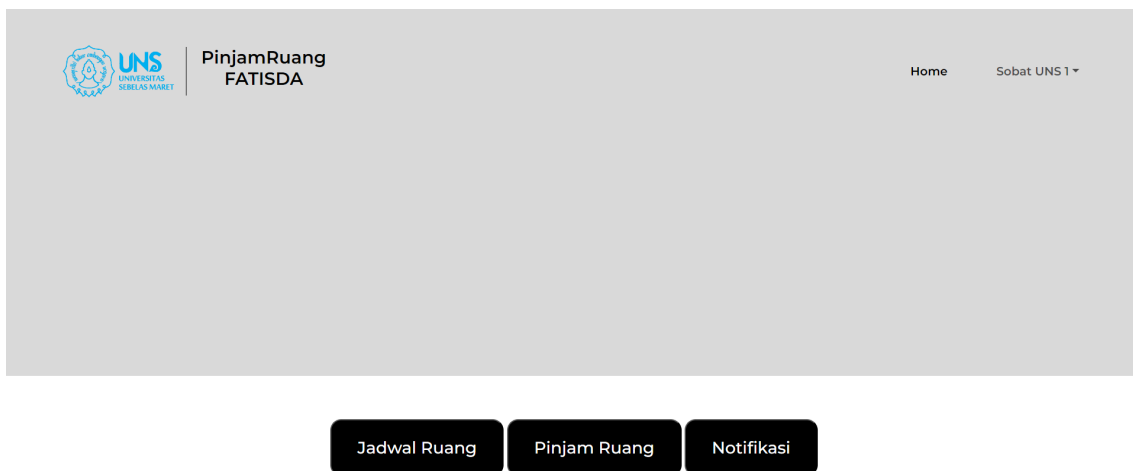 UNS
UNIVERSITAS
SEBELAS MARET
PinjamRuang
FATISDA
Home
Sobat UNS 1
Jadwal Ruang
Pinjam Ruang
Notifikasi